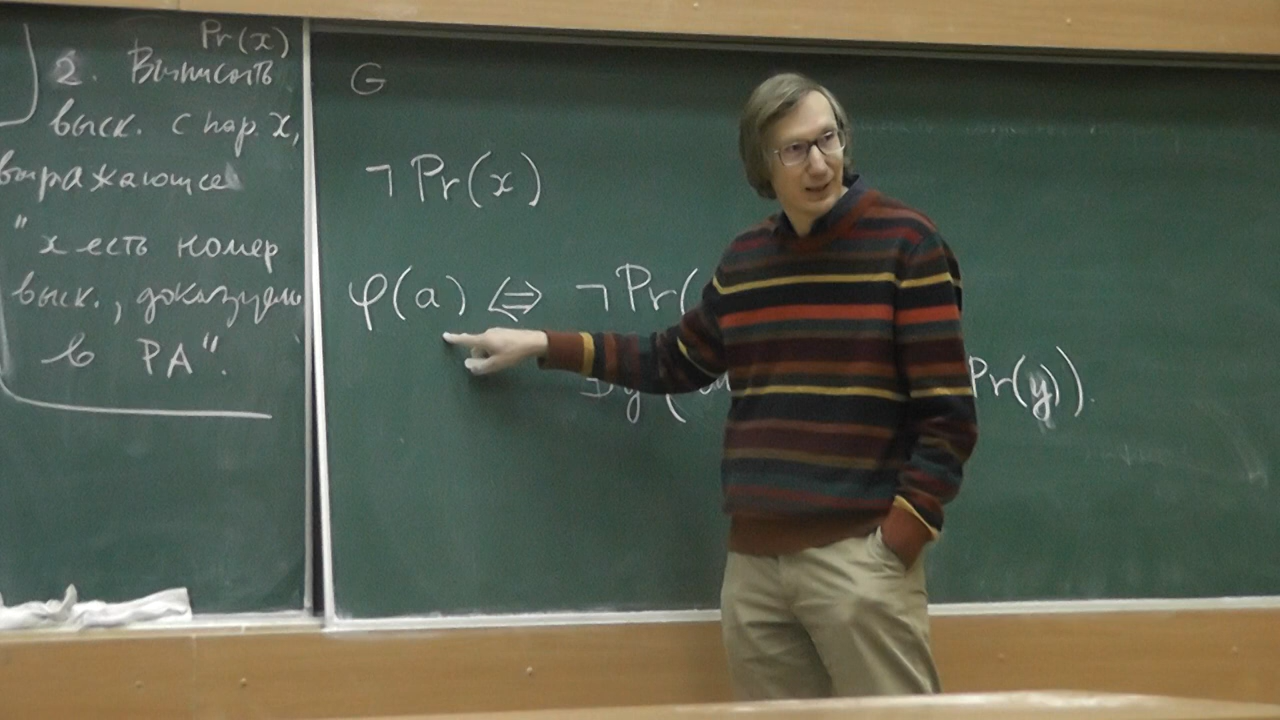 Pr(x)
2. Выписать
выск. с пар. x,
выражающее
"x есть номер
выск., доказуем
в PA".
G
¬Pr(x)
φ(a) ⇔ ¬Pr(
∃y( Pr(y)).